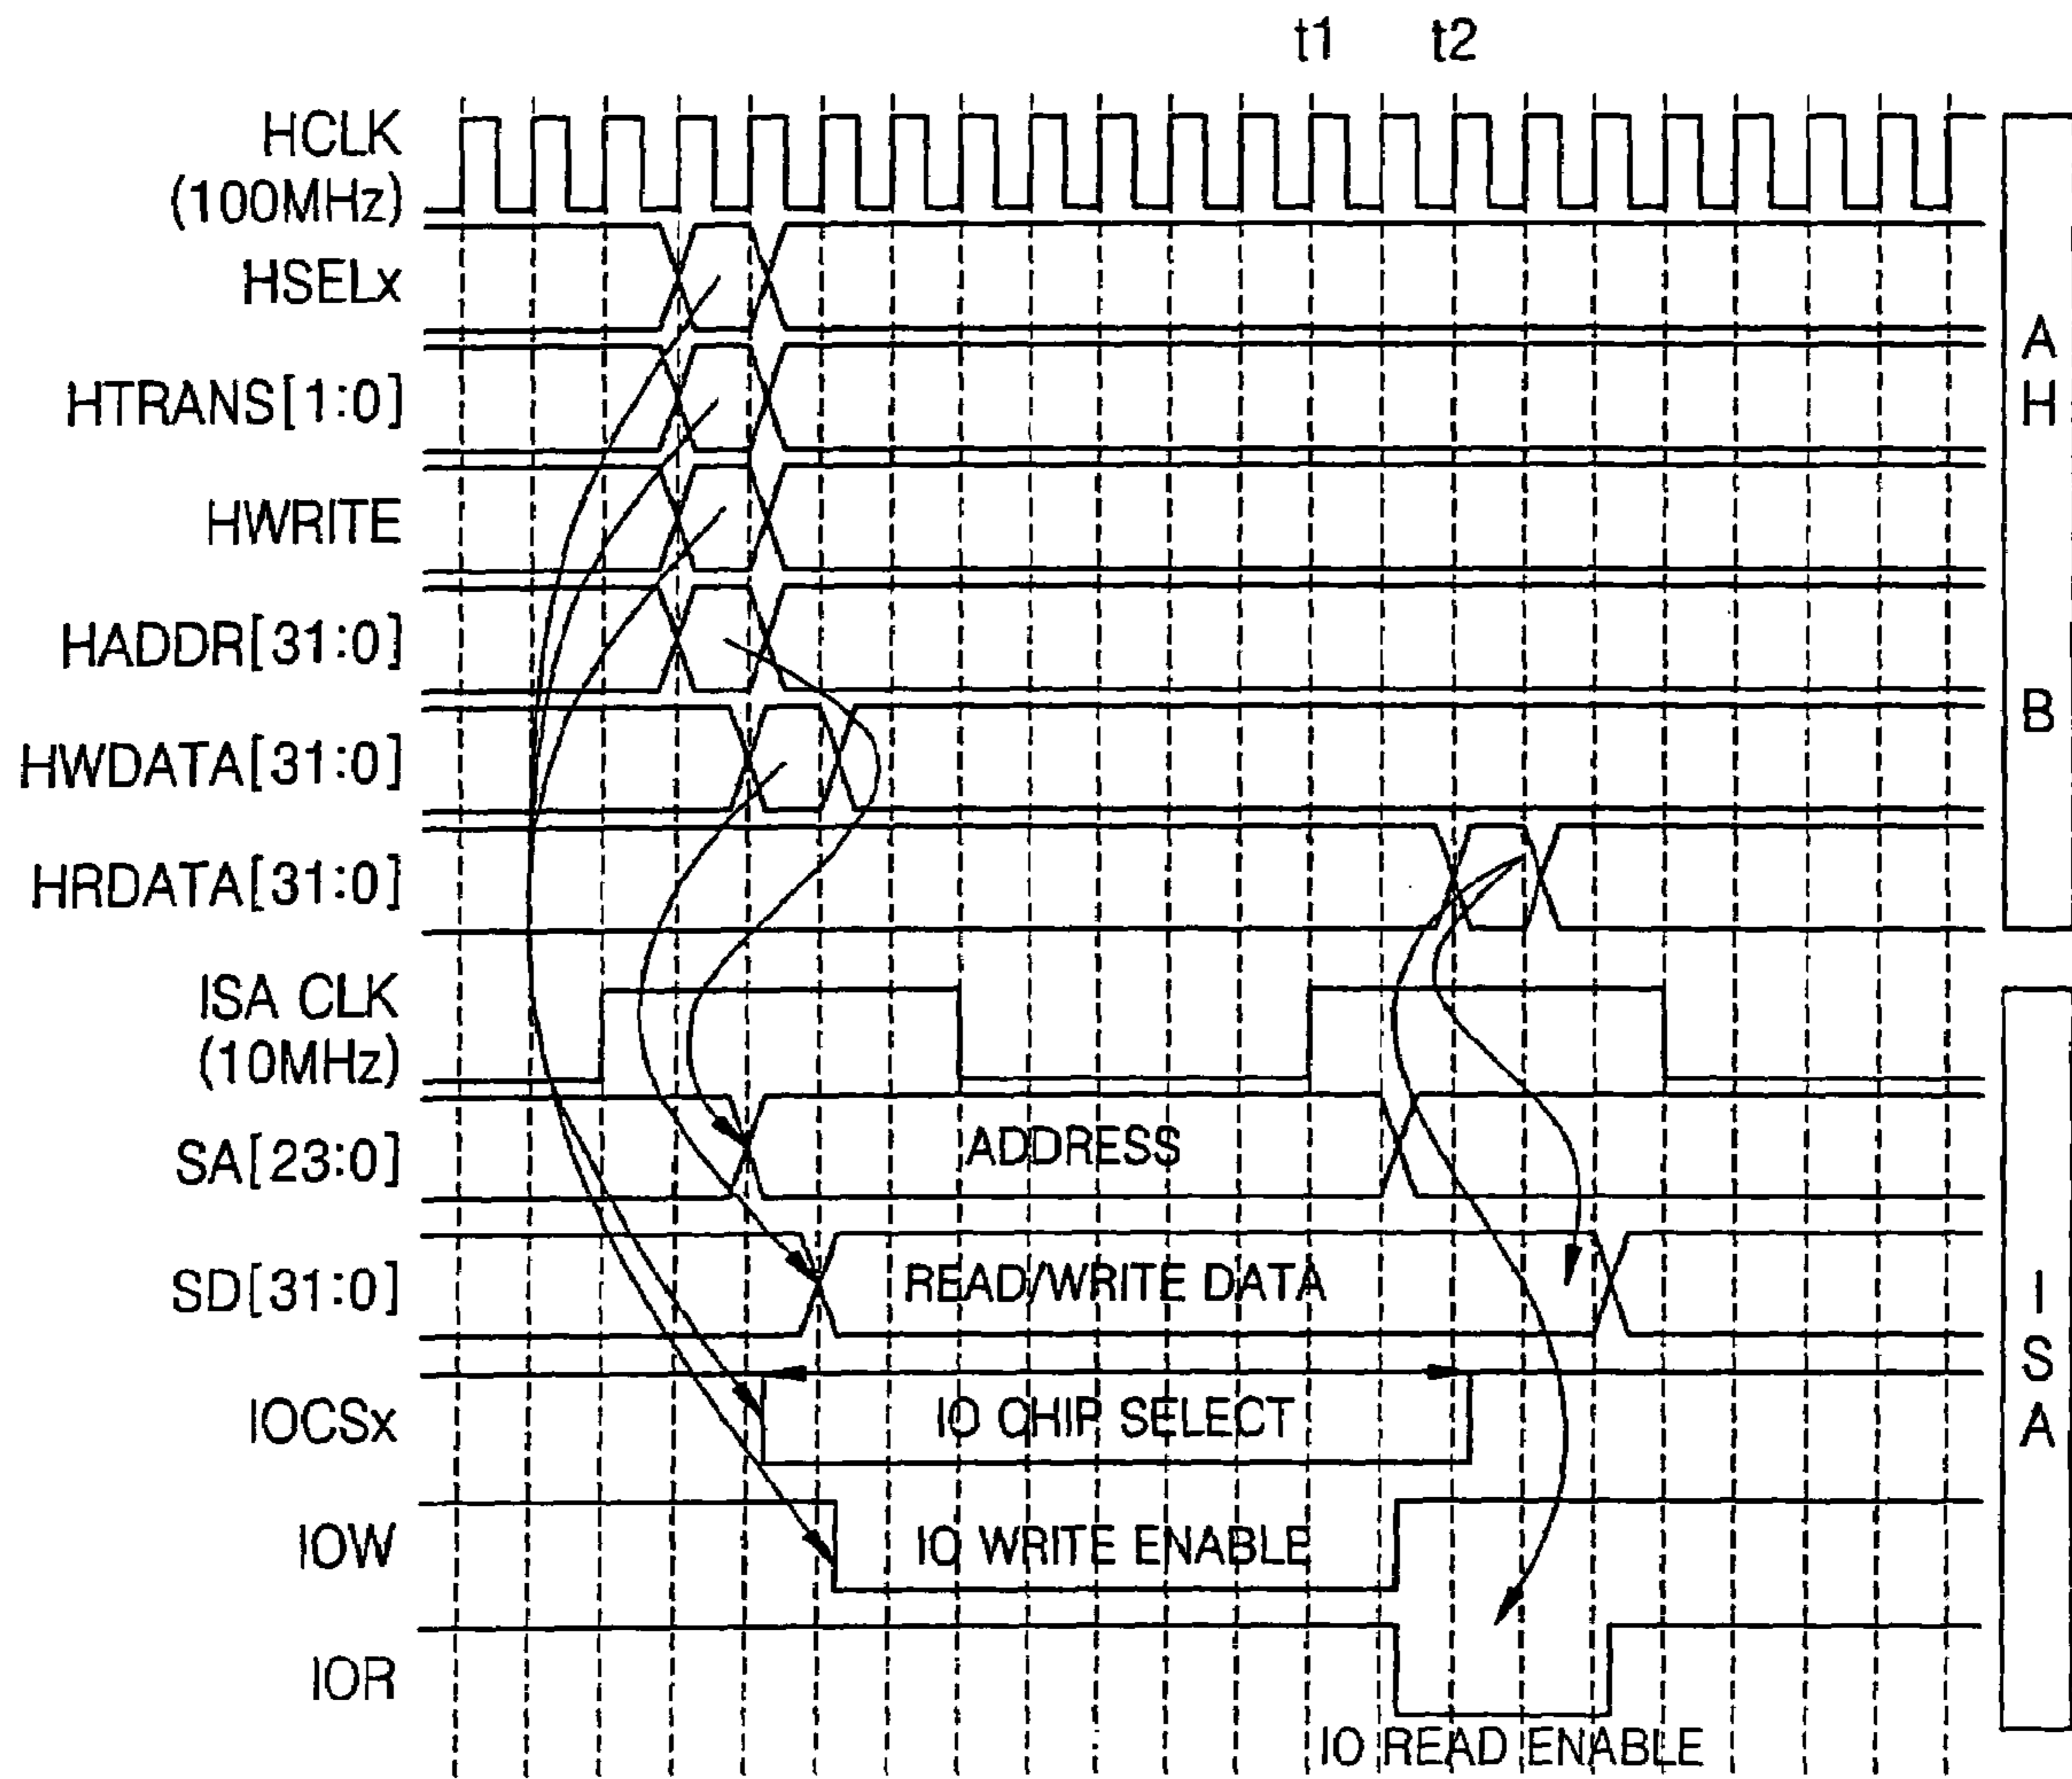 t1 t2
HCLK
(100MHz)
HSELx
HTRANS[1:0]
HWRITE
HADDR[31:0]
HWDATA[31:0]
HRDATA[31:0]
AHB
ISA CLK
(10MHz)
SA[23:0]
ADDRESS
SD[31:0]
READ/WRITE DATA
IOCSx
IO CHIP SELECT
IOW
IO WRITE ENABLE
IOR
IO READ ENABLE
ISA